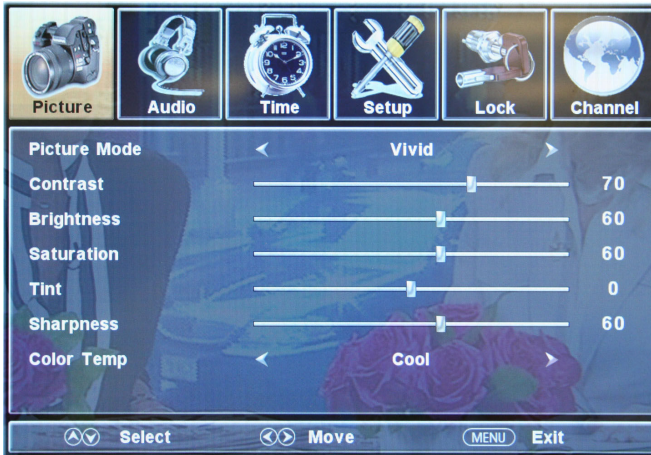 Picture Audio Time Setup Lock Channel
Picture Mode Vivid
Contrast 70
Brightness 60
Saturation 60
Tint 0
Sharpness 60
Color Temp Cool
Select Move MENU Exit